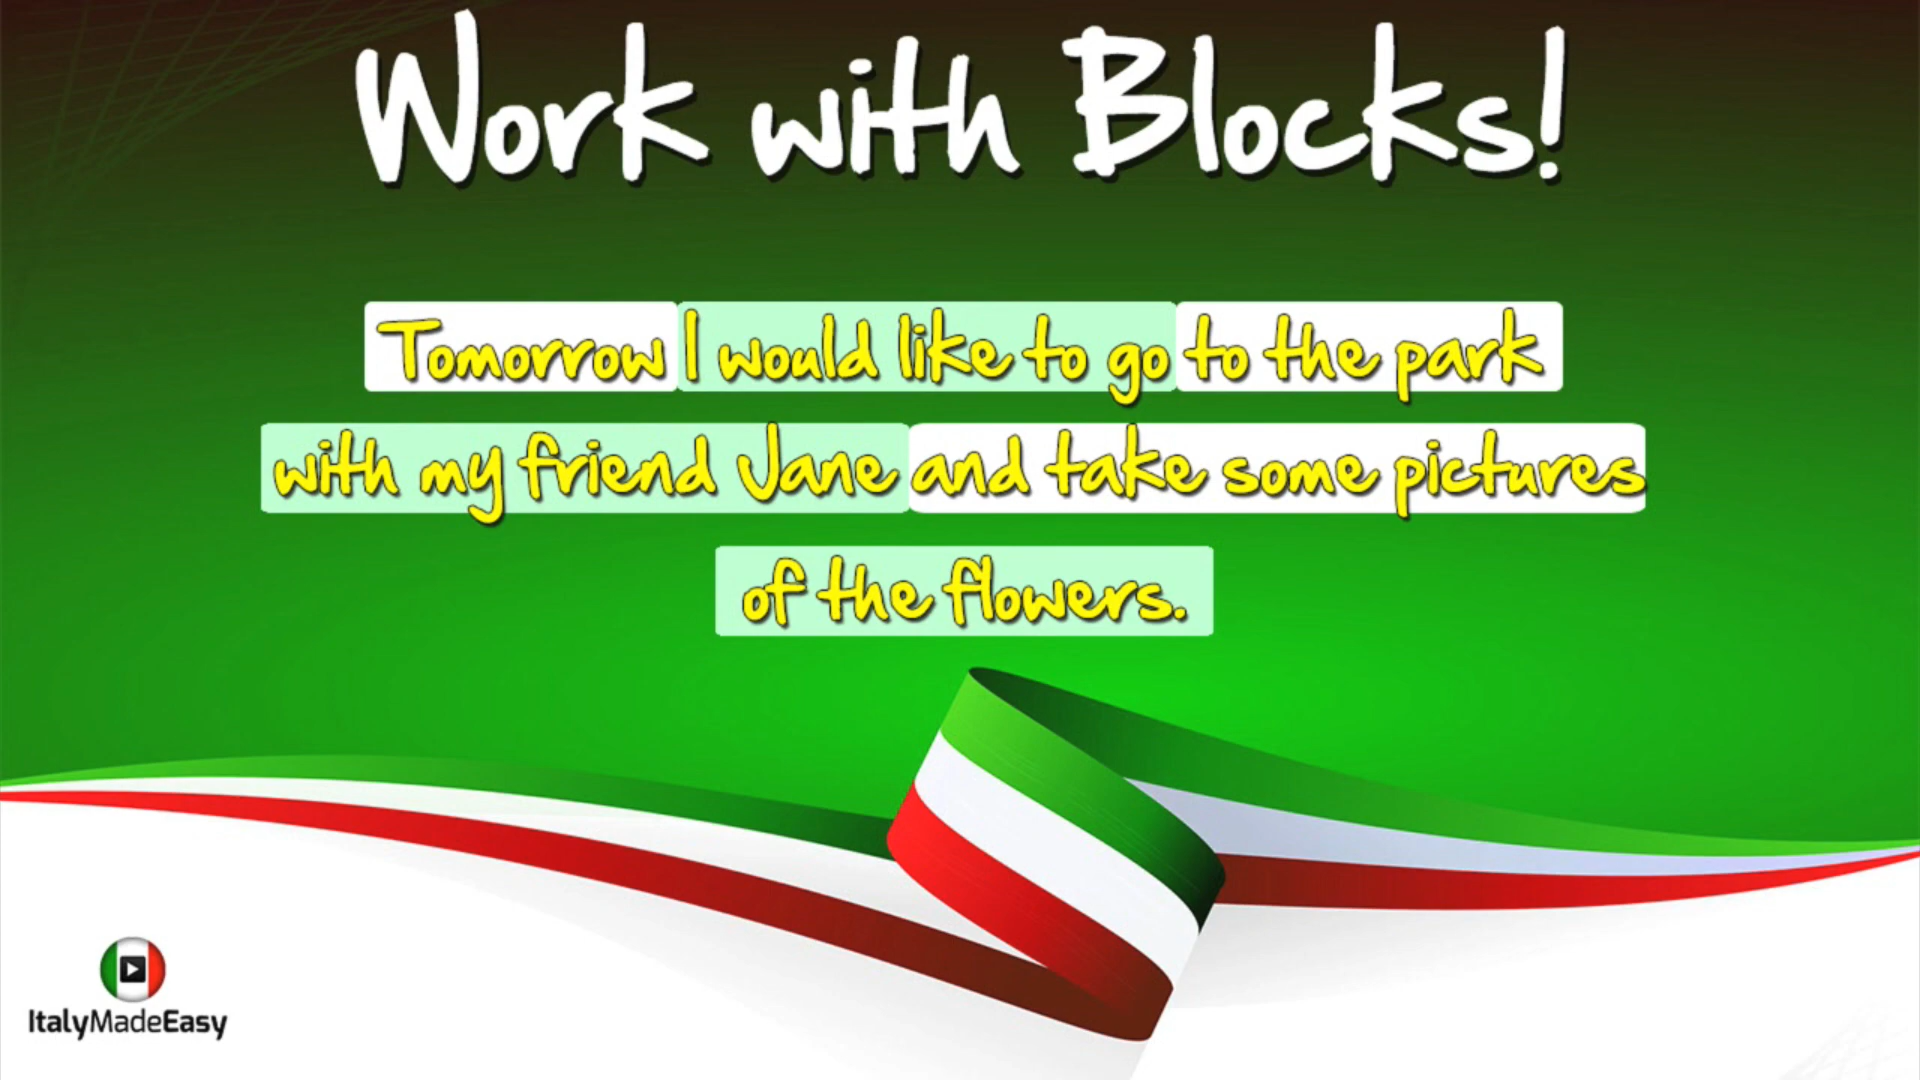 Work with Blocks!
Tomorrow I would like to go to the park
with my friend Jane and take some pictures
of the flowers.
ItalyMadeEasy